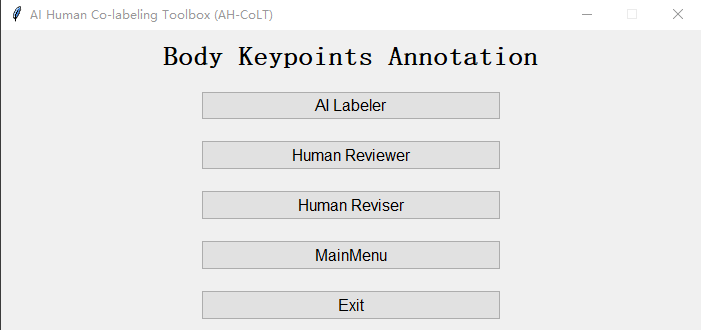 AI Human Co-labeling Toolbox (AH-CoLT)
Body Keypoints Annotation
AI Labeler
Human Reviewer
Human Reviser
MainMenu
Exit